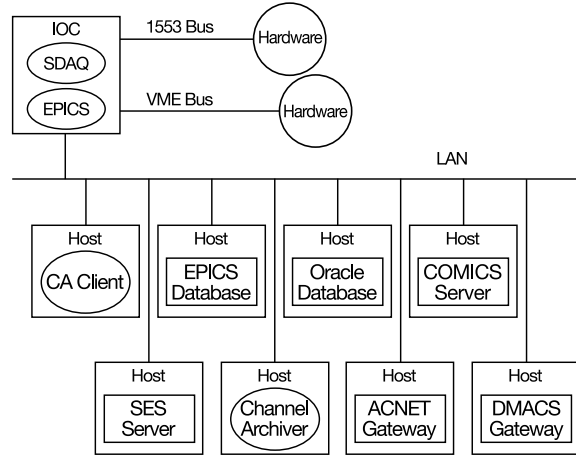 IOC
1553 Bus
Hardware
SDAQ
EPICS
VME Bus
Hardware
LAN
Host
CA Client
Host
EPICS
Database
Host
Oracle
Database
Host
COMICS
Server
Host
SES
Server
Host
Channel
Archiver
Host
ACNET
Gateway
Host
DMACS
Gateway